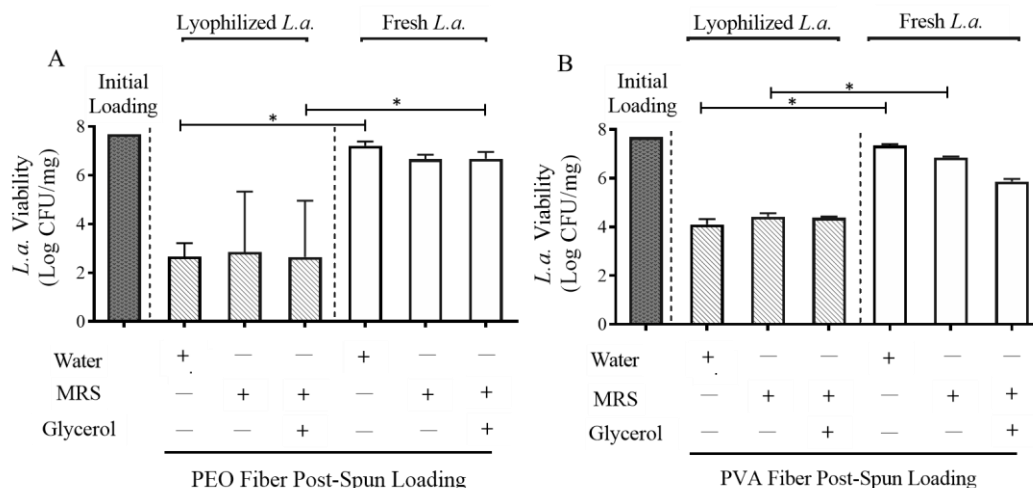 Lyophilized L.a. Fresh L.a.
A
Initial
Loading
*
*
8
6
4
2
0
L.a. Viability
(Log CFU/mg)
Water + — — + — —
MRS — + + — + +
Glycerol — — + — — +
PEO Fiber Post-Spun Loading
Lyophilized L.a. Fresh L.a.
B
Initial
Loading
*
*
8
6
4
2
0
L.a. Viability
(Log CFU/mg)
Water + — — + — —
MRS — + + — + +
Glycerol — — + — — +
PVA Fiber Post-Spun Loading